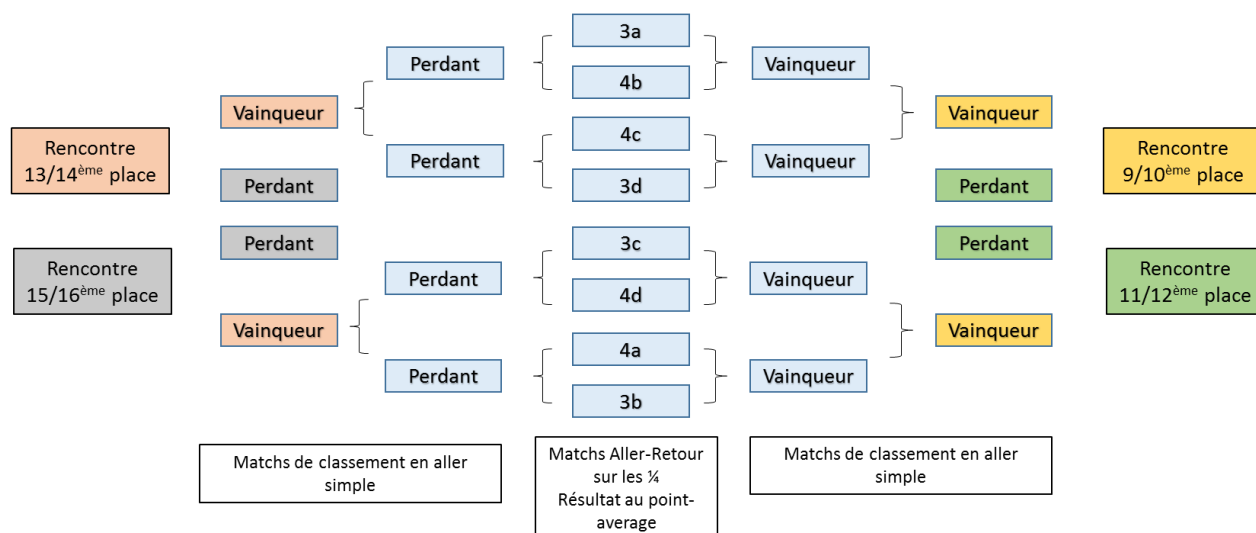 3a
Perdant
Vainqueur
4b
Vainqueur
Vainqueur
4c
Rencontre
13/14ème place
Rencontre
9/10ème place
Perdant
Vainqueur
3d
Perdant
Perdant
Perdant
3c
Perdant
Rencontre
15/16ème place
Perdant
Vainqueur
Rencontre
11/12ème place
4d
Vainqueur
4a
Vainqueur
Perdant
Vainqueur
3b
Matchs de classement en aller
simple
Matchs Aller-Retour
sur les ¼
Résultat au point-
average
Matchs de classement en aller
simple